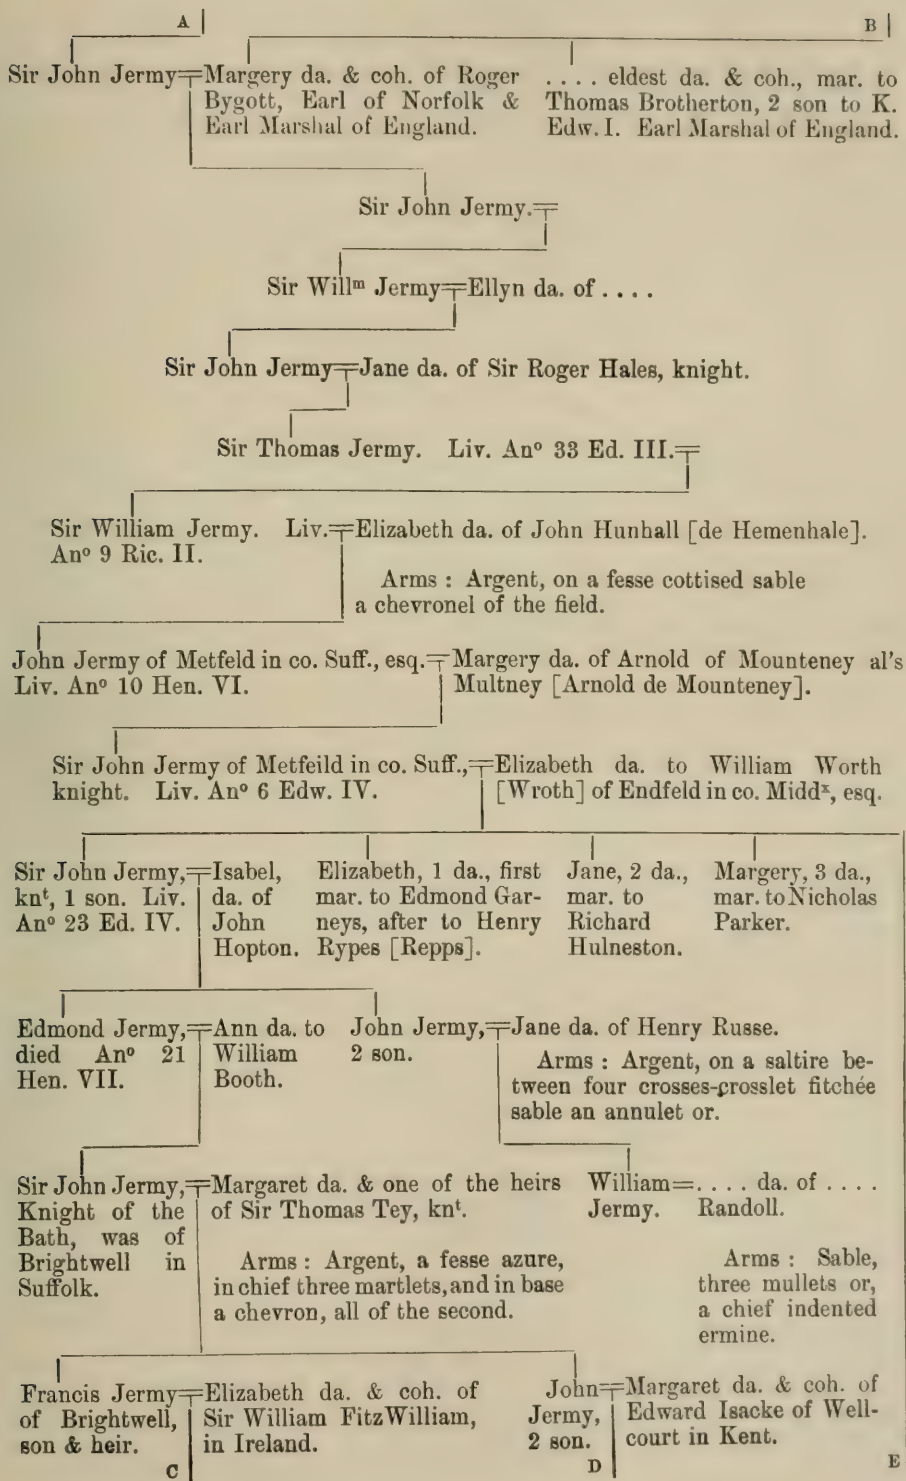 A
B
Sir John Jermy=Margery da. & coh. of Roger
Bygott, Earl of Norfolk &
Earl Marshal of England.
. . . . eldest da. & coh., mar. to
Thomas Brotherton, 2 son to K.
Edw. I. Earl Marshal of England.
Sir John Jermy.=
Sir Willᵐ Jermy=Ellyn da. of . . . .
Sir John Jermy=Jane da. of Sir Roger Hales, knight.
Sir Thomas Jermy. Liv. Anº 33 Ed. III.=
Sir William Jermy. Liv.=Elizabeth da. of John Hunhall [de Hemenhale].
Anº 9 Ric. II.
Arms : Argent, on a fesse cottised sable
a chevronel of the field.
John Jermy of Metfeld in co. Suff., esq.=Margery da. of Arnold of Mounteney al's
Liv. Anº 10 Hen. VI.
Multney [Arnold de Mounteney].
Sir John Jermy of Metfeild in co. Suff.,=Elizabeth da. to William Worth
knight. Liv. Anº 6 Edw. IV.
[Wroth] of Endfeld in co. Middˣ, esq.
Sir John Jermy,=
knᵗ, 1 son. Liv.
Anº 23 Ed. IV.
Isabel,
da. of
John
Hopton.
Elizabeth, 1 da., first
mar. to Edmond Gar-
neys, after to Henry
Rypes [Repps].
Jane, 2 da.,
mar. to
Richard
Hulneston.
Margery, 3 da.,
mar. to Nicholas
Parker.
Edmond Jermy,=
died Anº 21
Hen. VII.
Ann da. to
William
Booth.
John Jermy,=
2 son.
Jane da. of Henry Russe.
Arms : Argent, on a saltire be-
tween four crosses-crosslet fitchée
sable an annulet or.
Sir John Jermy,=
Knight of the
Bath, was of
Brightwell in
Suffolk.
Margaret da. & one of the heirs
of Sir Thomas Tey, knᵗ.
Arms : Argent, a fesse azure,
in chief three martlets, and in base
a chevron, all of the second.
William=. . . . da. of . . . .
Jermy. Randoll.
Arms : Sable,
three mullets or,
a chief indented
ermine.
Francis Jermy=
of Brightwell,
son & heir.
Elizabeth da. & coh. of
Sir William FitzWilliam,
in Ireland.
John=
Jermy,
2 son.
Margaret da. & coh. of
Edward Isacke of Well-
court in Kent.
C
D
E